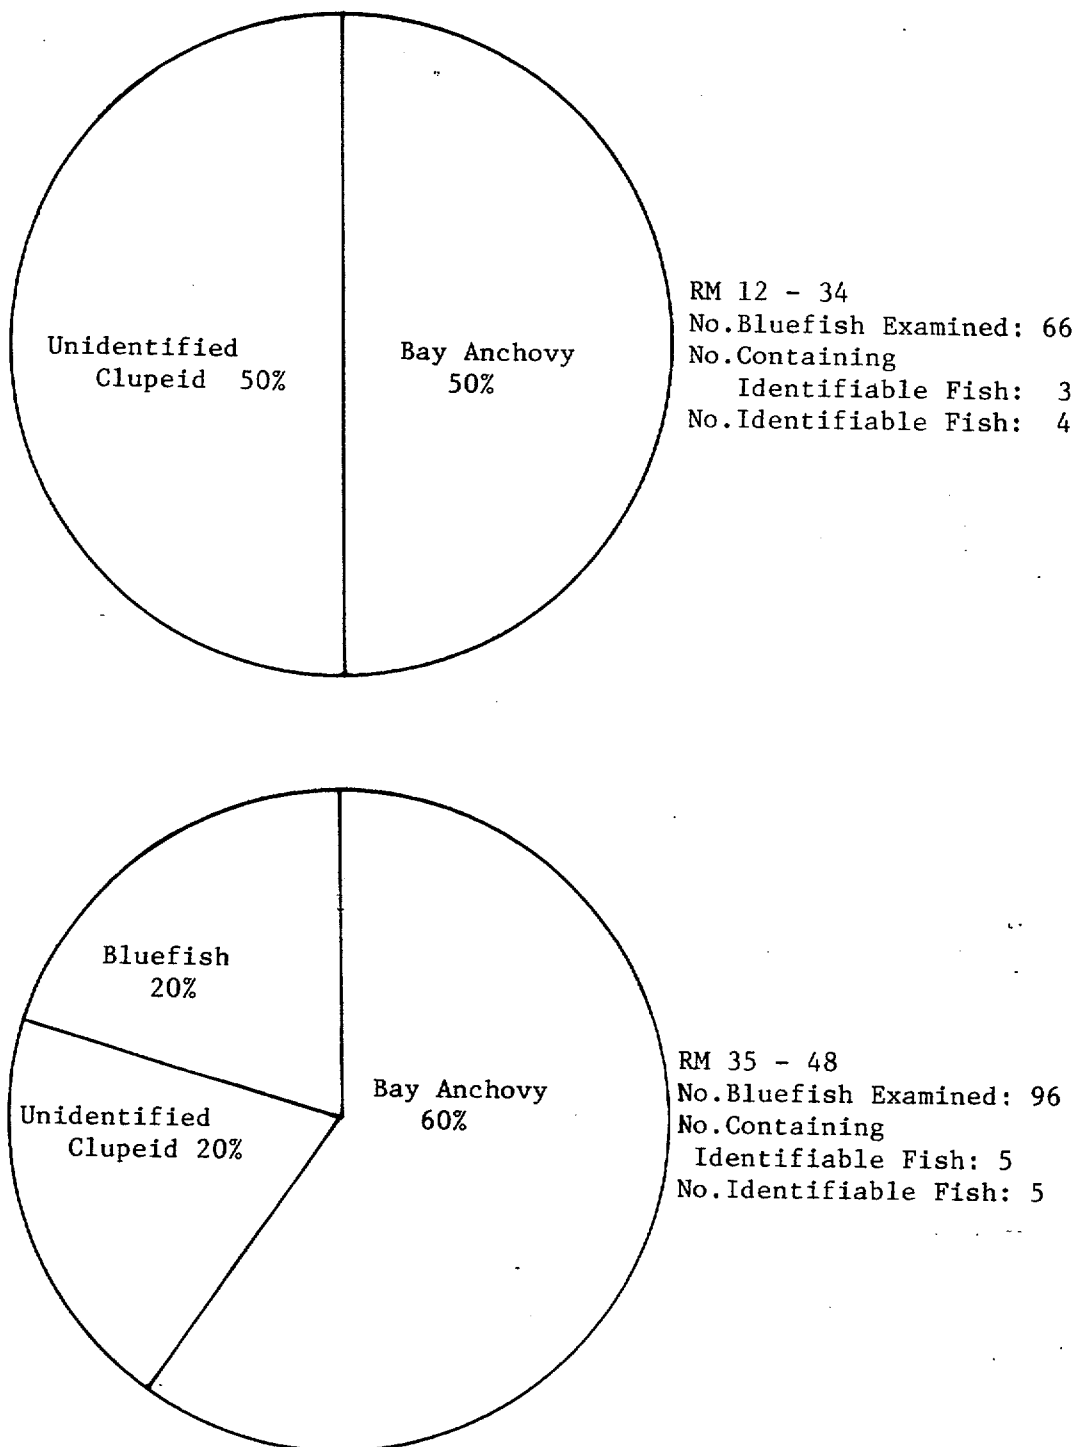 Unidentified
Clupeid 50%
Bay Anchovy
50%
RM 12 - 34
No.Bluefish Examined: 66
No.Containing
Identifiable Fish: 3
No.Identifiable Fish: 4
Bluefish
20%
Unidentified
Clupeid 20%
Bay Anchovy
60%
RM 35 - 48
No.Bluefish Examined: 96
No.Containing
Identifiable Fish: 5
No.Identifiable Fish: 5